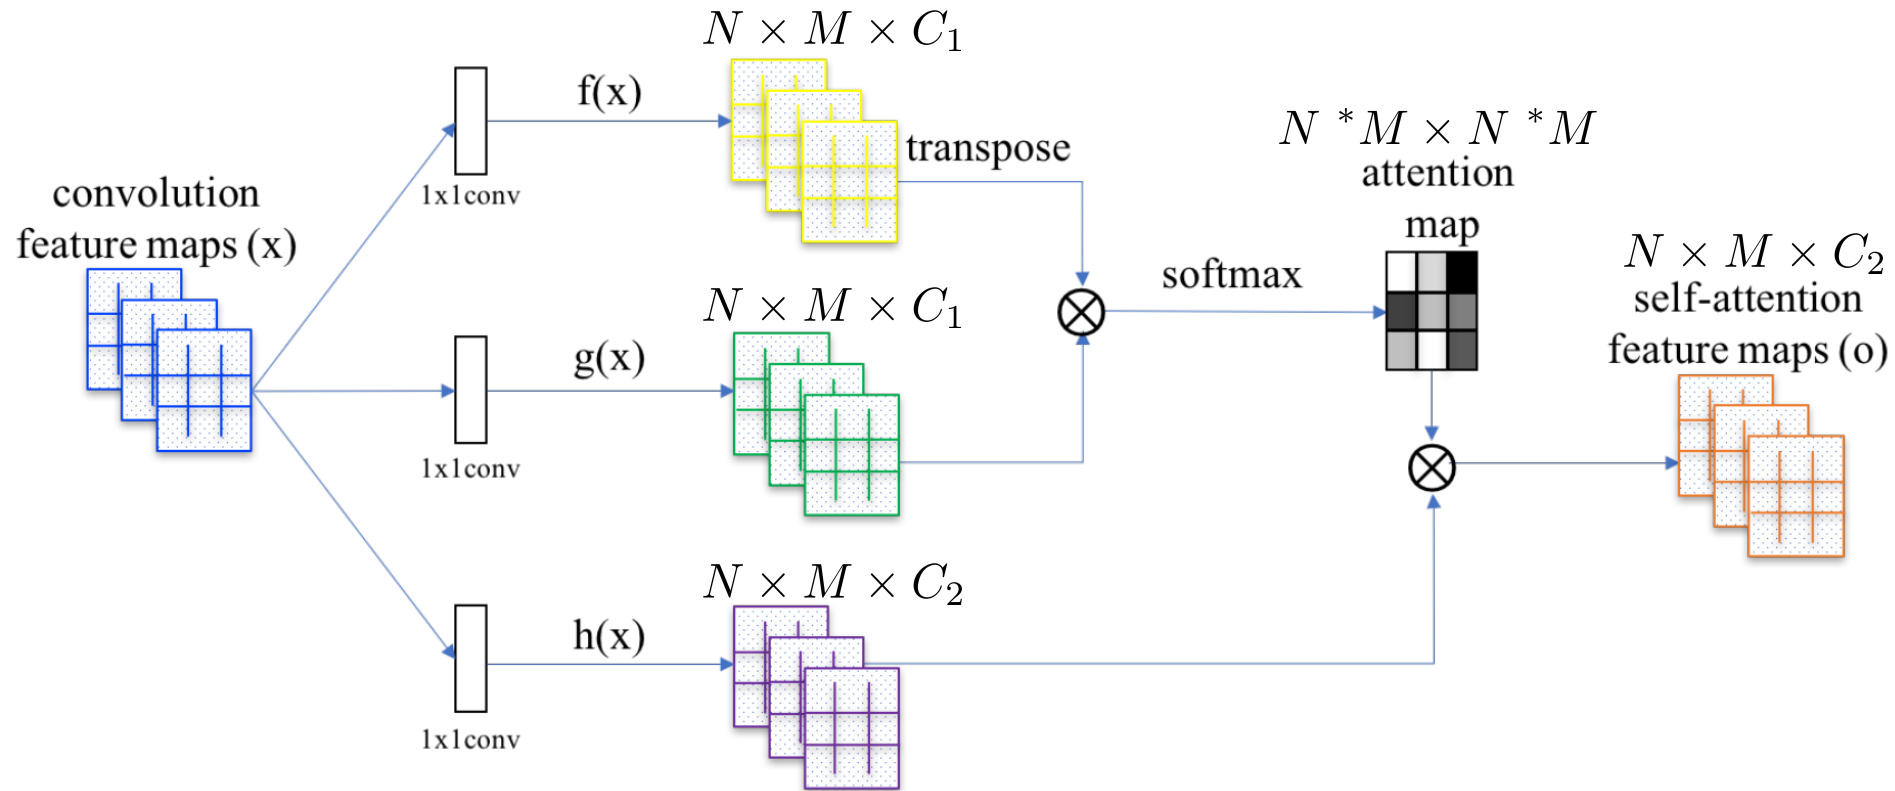 N × M × C₁
f(x)
transpose
1x1conv
convolution
feature maps (x)
N × M × C₁
g(x)
1x1conv
N × M × C₂
h(x)
1x1conv
softmax
N *M × N *M
attention
map
N × M × C₂
self-attention
feature maps (o)